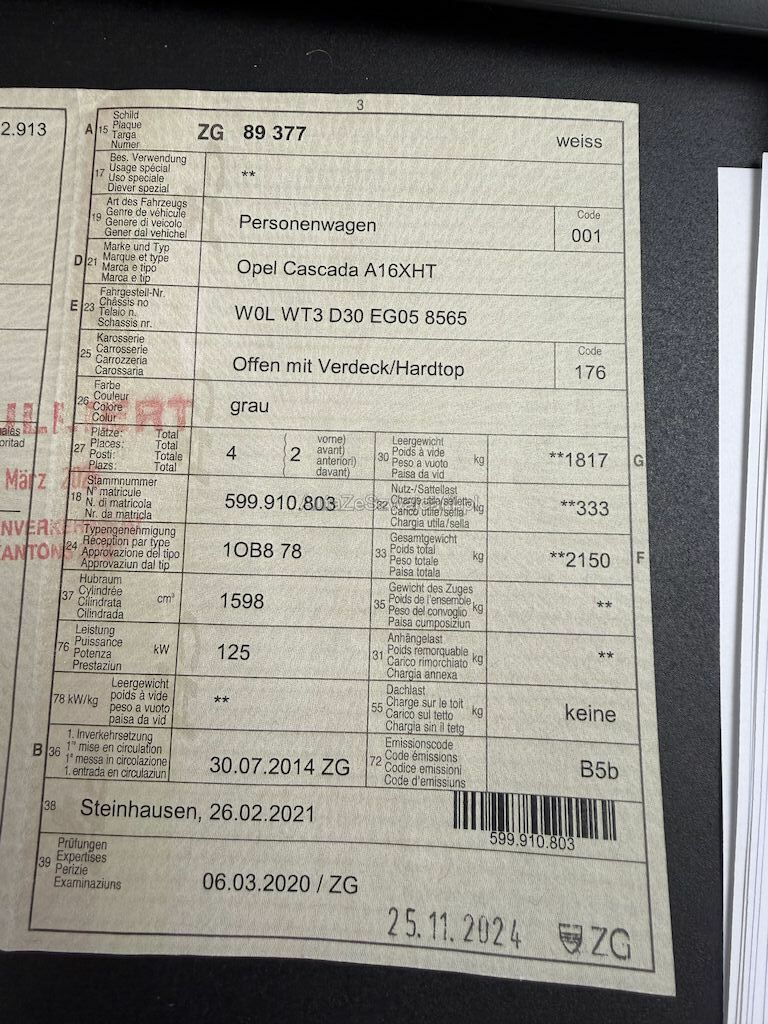 3
2.913
A 15 Schild
Plaque
Targa
Numer
ZG 89 377
weiss
17 Bes. Verwendung
Usage spécial
Uso speciale
Diever spezial
**
19 Art des Fahrzeugs
Genre de véhicule
Genere di veicolo
Gener dal vehichel
Personenwagen
Code
001
D 21 Marke und Typ
Marque et type
Marca e tipo
Marca e tip
Opel Cascada A16XHT
E 23 Fahrgestell-Nr.
Châssis no
Telaio n.
Schassis nr.
W0L WT3 D30 EG05 8565
25 Karosserie
Carrosserie
Carrozzeria
Carossaria
Offen mit Verdeck/Hardtop
Code
176
26 Farbe
Couleur
Colore
Colur
grau
27 Plätze: Total
Places: Total
Posti: Totale
Plazs: Total
4
2
vorne)
avant)
anteriori)
davant)
30 Leergewicht
Poids à vide
Peso a vuoto
Paisa da vid
kg
**1817
G
18 Stammnummer
N° matricule
N. di matricola
Nr. da matricla
599.910.803
Nutz-/Sattellast
Charge utile/sellette
Carico utile/sella
Chargia utila/sella
kg
**333
24 Typengenehmigung
Réception par type
Approvazione del tipo
Approvaziun dal tip
1OB8 78
33 Gesamtgewicht
Poids total
Peso totale
Paisa totala
kg
**2150
F
37 Hubraum
Cylindrée
Cilindrata
Cilindrada
cm³
1598
35 Gewicht des Zuges
Poids de l'ensemble
Peso del convoglio
Paisa cumposiziun
kg
**
76 Leistung
Puissance
Potenza
Prestaziun
kW
125
31 Anhängelast
Poids remorquable
Carico rimorchiato
Chargia annexa
kg
**
78 kW/kg
Leergewicht
poids à vide
peso a vuoto
paisa da vid
**
55 Dachlast
Charge sur le toit
Carico sul tetto
Chargia sin il tetg
kg
keine
B 36 1. Inverkehrsetzung
1re mise en circulation
1a messa in circolazione
1. entrada en circulaziun
30.07.2014 ZG
72 Emissionscode
Code émissions
Codice emissioni
Code d'emissiuns
B5b
38 Steinhausen, 26.02.2021
599.910.803
39 Prüfungen
Expertises
Perizie
Examinaziuns
06.03.2020 / ZG
25.11.2024
ZG
März